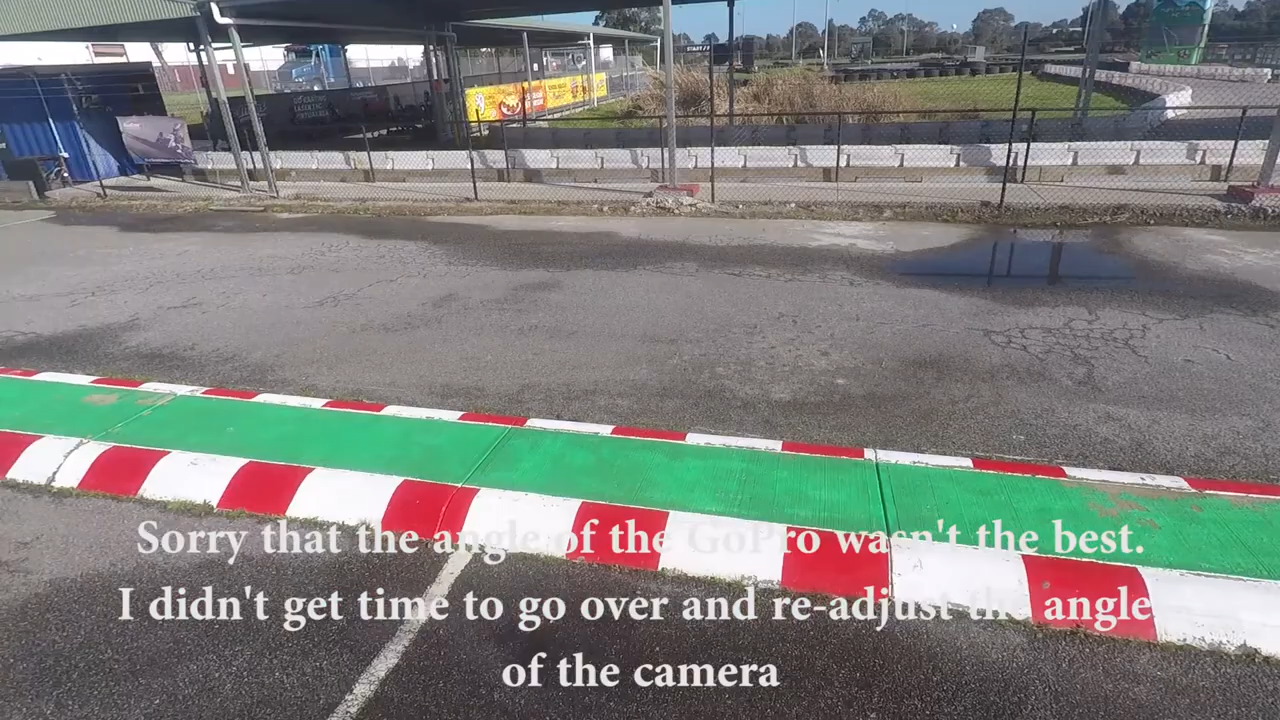 START /
Sorry that the angle of the GoPro wasn't the best.
I didn't get time to go over and re-adjust the angle
of the camera